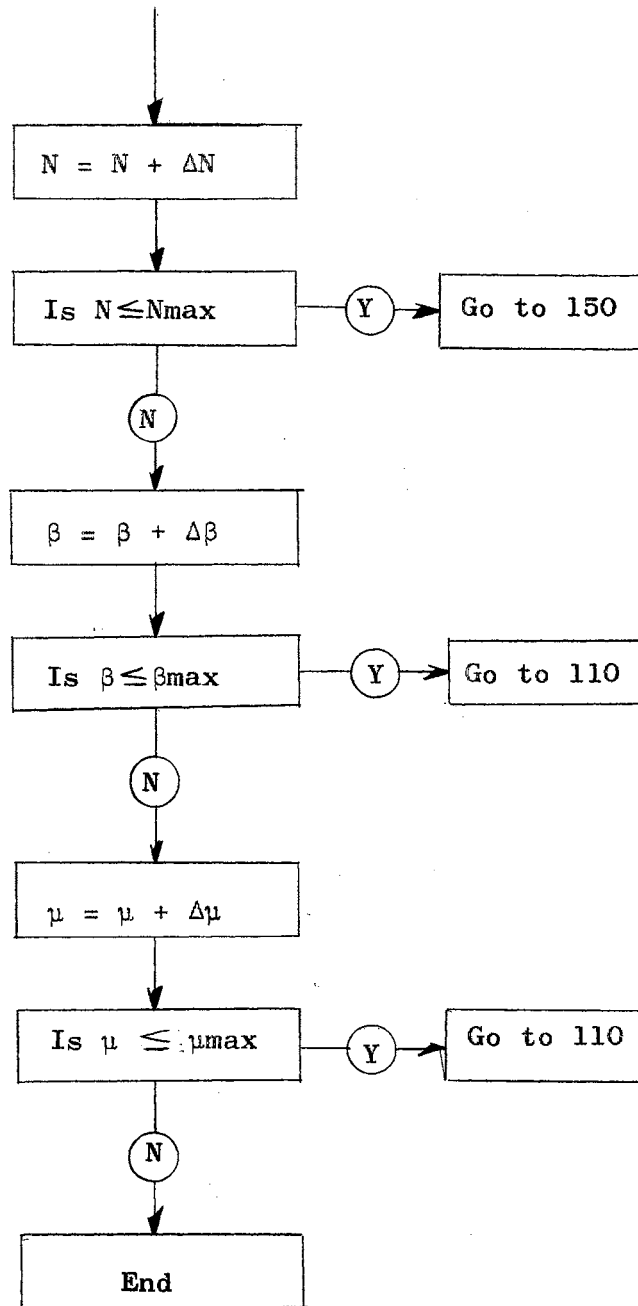 N = N + ΔN
Is N≤Nmax
Y
Go to 150
N
β = β + Δβ
Is β≤βmax
Y
Go to 110
N
μ = μ + Δμ
Is μ ≤ μmax
Y
Go to 110
N
End